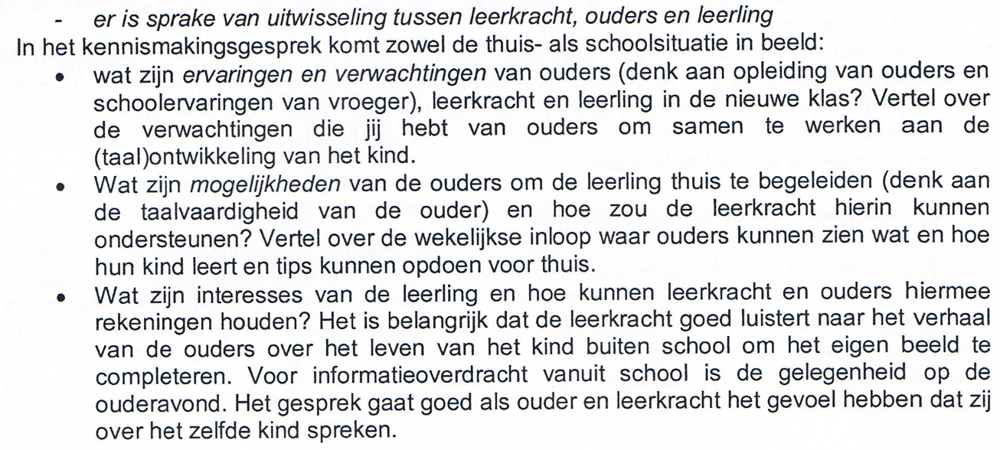 - er is sprake van uitwisseling tussen leerkracht, ouders en leerling
In het kennismakingsgesprek komt zowel de thuis- als schoolsituatie in beeld:
• wat zijn ervaringen en verwachtingen van ouders (denk aan opleiding van ouders en
schoolervaringen van vroeger), leerkracht en leerling in de nieuwe klas? Vertel over
de verwachtingen die jij hebt van ouders om samen te werken aan de
(taal)ontwikkeling van het kind.
• Wat zijn mogelijkheden van de ouders om de leerling thuis te begeleiden (denk aan
de taalvaardigheid van de ouder) en hoe zou de leerkracht hierin kunnen
ondersteunen? Vertel over de wekelijkse inloop waar ouders kunnen zien wat en hoe
hun kind leert en tips kunnen opdoen voor thuis.
• Wat zijn interesses van de leerling en hoe kunnen leerkracht en ouders hiermee
rekeningen houden? Het is belangrijk dat de leerkracht goed luistert naar het verhaal
van de ouders over het leven van het kind buiten school om het eigen beeld te
completeren. Voor informatieoverdracht vanuit school is de gelegenheid op de
ouderavond. Het gesprek gaat goed als ouder en leerkracht het gevoel hebben dat zij
over het zelfde kind spreken.